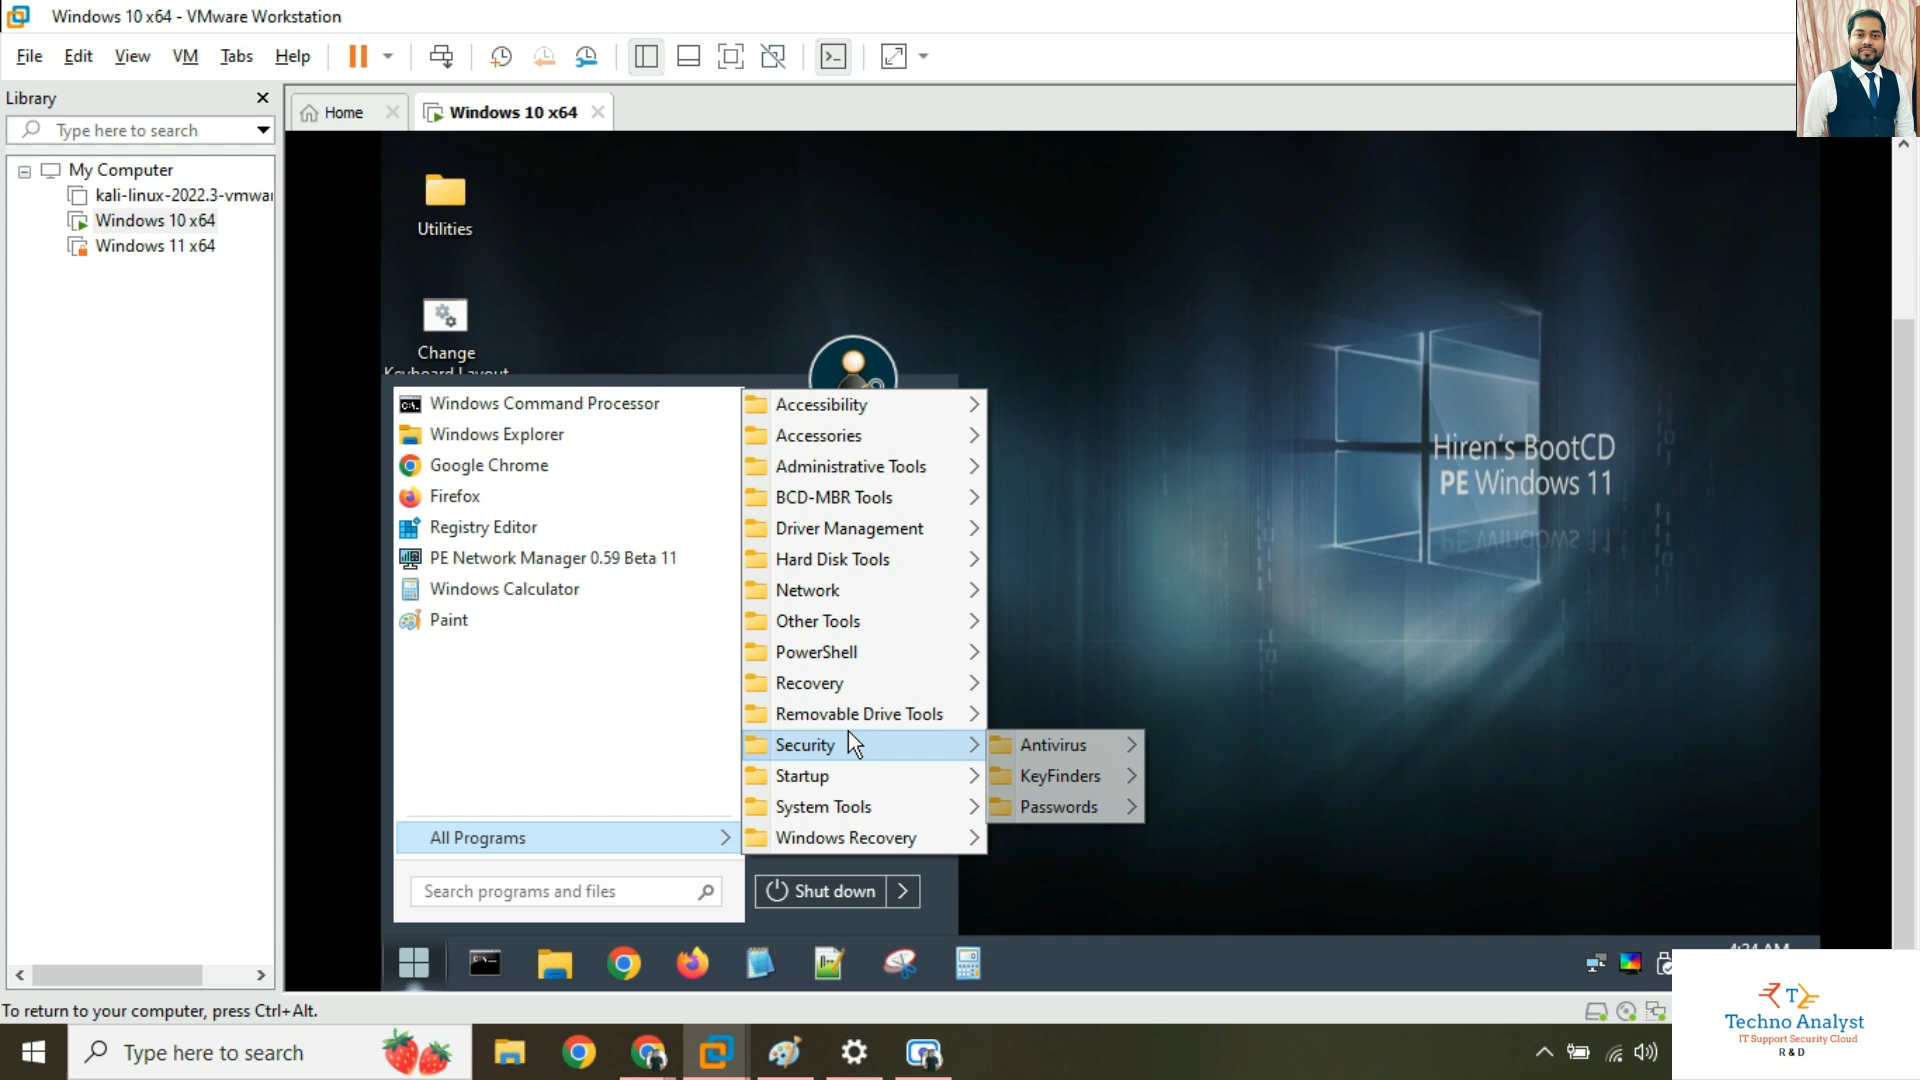 Windows 10 x64 - VMware Workstation
File Edit View VM Tabs Help
Library
Type here to search
My Computer
kali-linux-2022.3-vmwar
Windows 10 x64
Windows 11 x64
Home
Windows 10 x64
Utilities
Change
Keyboard Layout
Hiren's BootCD
PE Windows 11
Windows Command Processor
Windows Explorer
Google Chrome
Firefox
Registry Editor
PE Network Manager 0.59 Beta 11
Windows Calculator
Paint
All Programs
Search programs and files
Accessibility
Accessories
Administrative Tools
BCD-MBR Tools
Driver Management
Hard Disk Tools
Network
Other Tools
PowerShell
Recovery
Removable Drive Tools
Security
Startup
System Tools
Windows Recovery
Antivirus
KeyFinders
Passwords
Shut down
4:34 AM
To return to your computer, press Ctrl+Alt.
Type here to search
T
Techno Analyst
IT Support Security Cloud
R & D